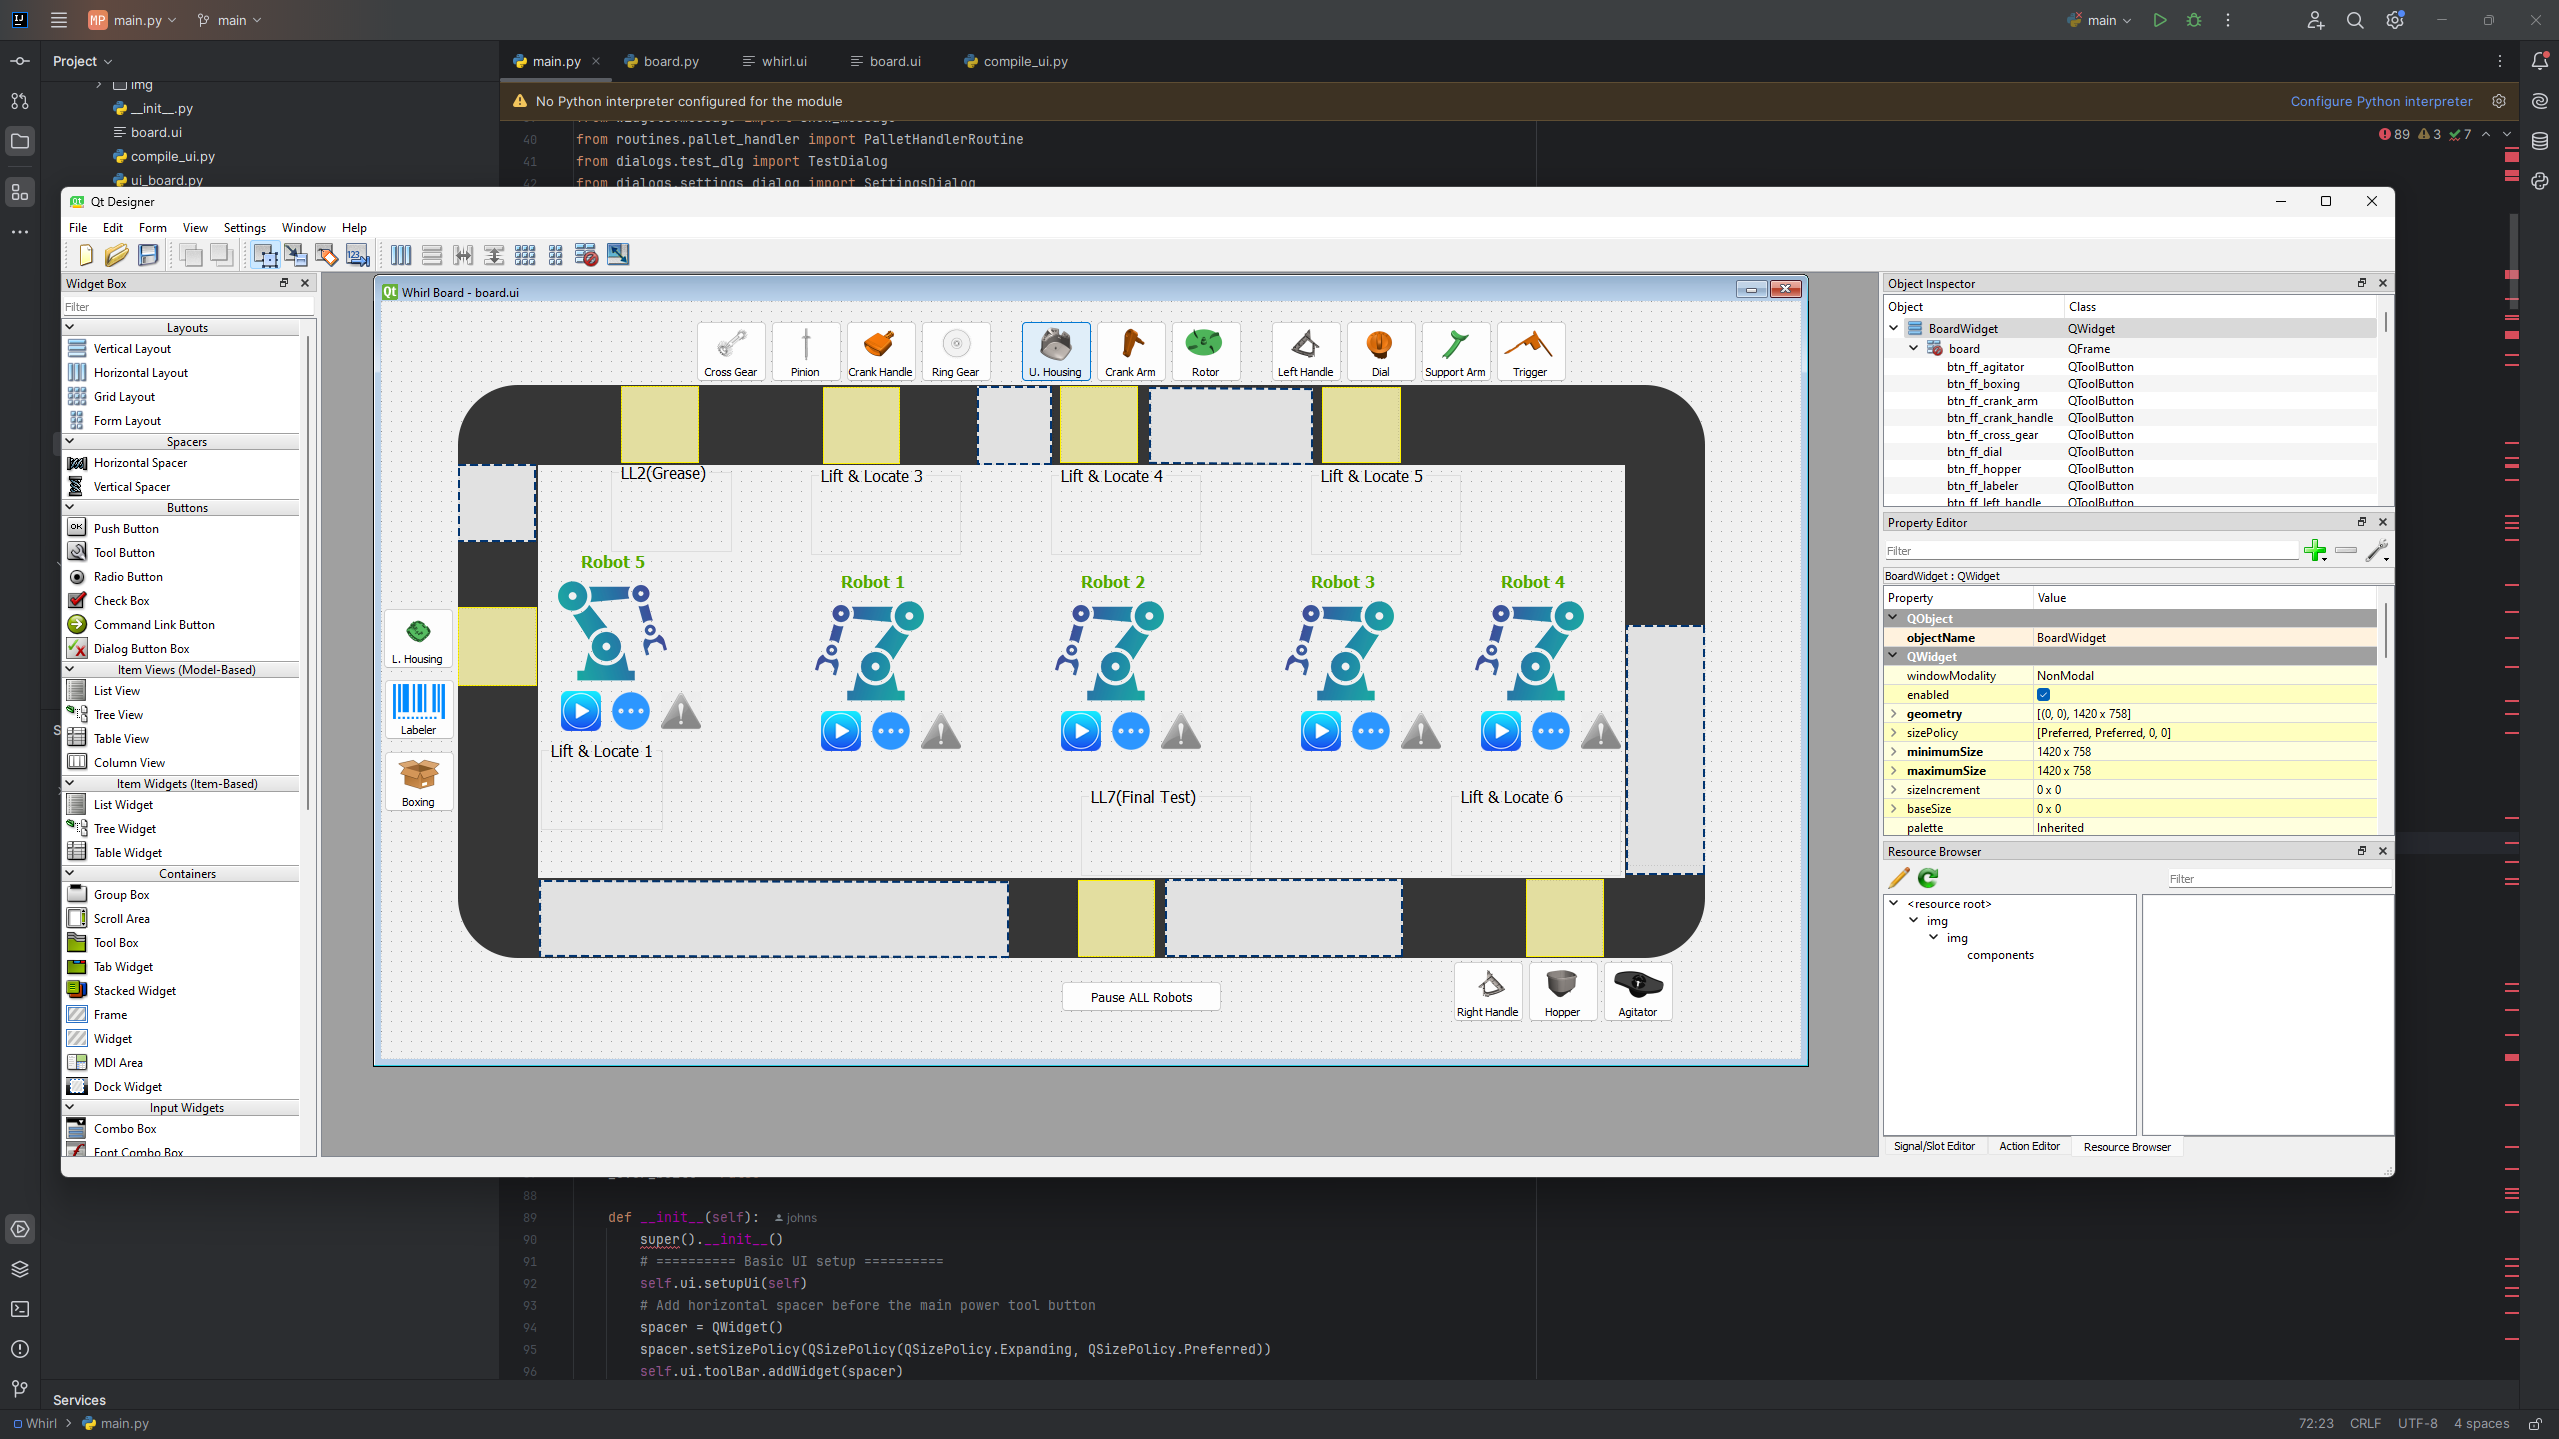 main.py
main
main
Project
main.py
board.py
whirl.ui
board.ui
compile_ui.py
img
__init__.py
board.ui
compile_ui.py
ui_board.py
No Python interpreter configured for the module
Configure Python interpreter
89 3 7
40 from routines.pallet_handler import PalletHandlerRoutine
41 from dialogs.test_dlg import TestDialog
42 from dialogs.settings_dialog import SettingsDialog
Qt Designer
File Edit Form View Settings Window Help
Widget Box
Filter
Layouts
Vertical Layout
Horizontal Layout
Grid Layout
Form Layout
Spacers
Horizontal Spacer
Vertical Spacer
Buttons
Push Button
Tool Button
Radio Button
Check Box
Command Link Button
Dialog Button Box
Item Views (Model-Based)
List View
Tree View
Table View
Column View
Item Widgets (Item-Based)
List Widget
Tree Widget
Table Widget
Containers
Group Box
Scroll Area
Tool Box
Tab Widget
Stacked Widget
Frame
Widget
MDI Area
Dock Widget
Input Widgets
Combo Box
Font Combo Box
Whirl Board - board.ui
Cross Gear
Pinion
Crank Handle
Ring Gear
U. Housing
Crank Arm
Rotor
Left Handle
Dial
Support Arm
Trigger
LL2(Grease)
Lift & Locate 3
Lift & Locate 4
Lift & Locate 5
Robot 5
Robot 1
Robot 2
Robot 3
Robot 4
L. Housing
Labeler
Boxing
Lift & Locate 1
LL7(Final Test)
Lift & Locate 6
Pause ALL Robots
Right Handle
Hopper
Agitator
Object Inspector
Object Class
BoardWidget QWidget
board QFrame
btn_ff_agitator QToolButton
btn_ff_boxing QToolButton
btn_ff_crank_arm QToolButton
btn_ff_crank_handle QToolButton
btn_ff_cross_gear QToolButton
btn_ff_dial QToolButton
btn_ff_hopper QToolButton
btn_ff_labeler QToolButton
btn_ff_left_handle QToolButton
Property Editor
Filter
BoardWidget : QWidget
Property Value
QObject
objectName BoardWidget
QWidget
windowModality NonModal
enabled
geometry [(0, 0), 1420 x 758]
sizePolicy [Preferred, Preferred, 0, 0]
minimumSize 1420 x 758
maximumSize 1420 x 758
sizeIncrement 0 x 0
baseSize 0 x 0
palette Inherited
Resource Browser
Filter
<resource root>
img
img
components
Signal/Slot Editor Action Editor Resource Browser
88
89 def __init__(self): johns
90 super().__init__()
91 # ========== Basic UI setup ==========
92 self.ui.setupUi(self)
93 # Add horizontal spacer before the main power tool button
94 spacer = QWidget()
95 spacer.setSizePolicy(QSizePolicy(QSizePolicy.Expanding, QSizePolicy.Preferred))
96 self.ui.toolBar.addWidget(spacer)
Services
Whirl > main.py
72:23 CRLF UTF-8 4 spaces